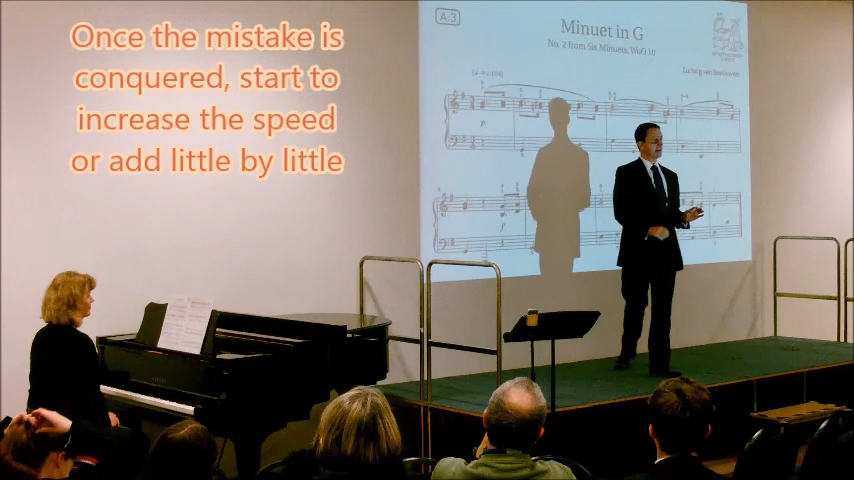 Once the mistake is
conquered, start to
increase the speed
or add little by little
A:3
Minuet in G
No. 2 from Six Minuets, WoO 10
Ludwig van Beethoven